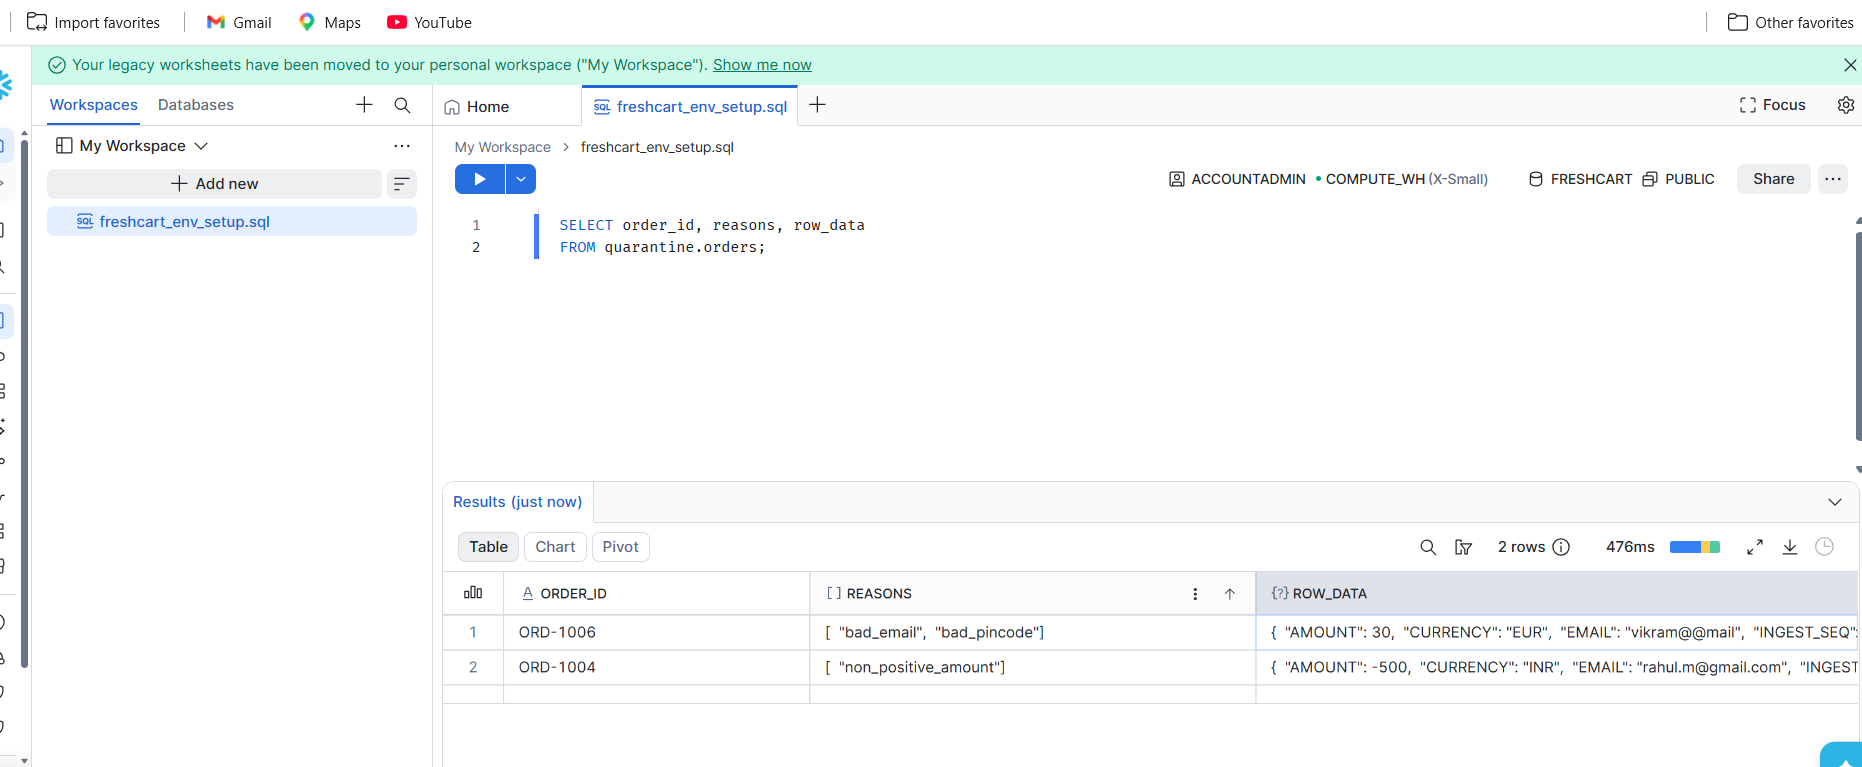 Import favorites Gmail Maps YouTube Other favorites
Your legacy worksheets have been moved to your personal workspace ("My Workspace"). Show me now
Workspaces Databases
Home freshcart_env_setup.sql Focus
My Workspace
My Workspace > freshcart_env_setup.sql
Add new
ACCOUNTADMIN COMPUTE_WH (X-Small) FRESHCART PUBLIC Share
freshcart_env_setup.sql
1 SELECT order_id, reasons, row_data
2 FROM quarantine.orders;
Results (just now)
Table Chart Pivot 2 rows 476ms
ORDER_ID REASONS ROW_DATA
1 ORD-1006 [ "bad_email", "bad_pincode"] { "AMOUNT": 30, "CURRENCY": "EUR", "EMAIL": "vikram@@mail", "INGEST_SEQ":
2 ORD-1004 [ "non_positive_amount"] { "AMOUNT": -500, "CURRENCY": "INR", "EMAIL": "rahul.m@gmail.com", "INGEST